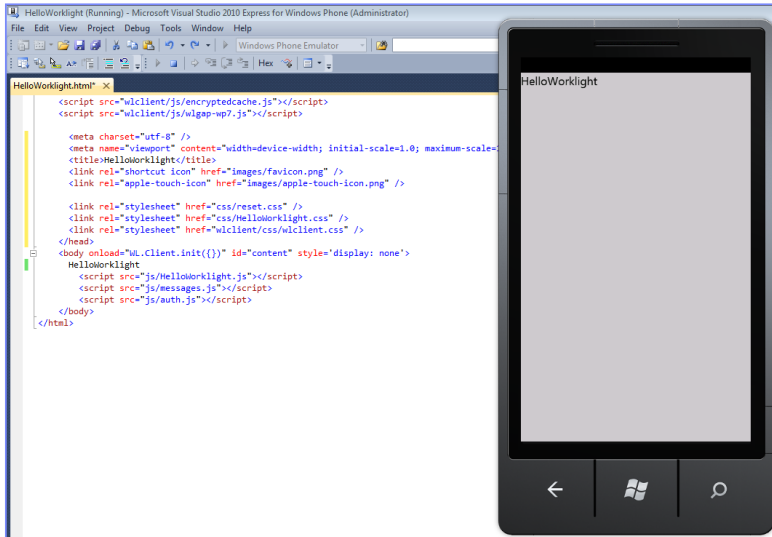 HelloWorklight (Running) - Microsoft Visual Studio 2010 Express for Windows Phone (Administrator)
File Edit View Project Debug Tools Window Help
Windows Phone Emulator
Hex
HelloWorklight.html*
<script src="wlclient/js/encryptedcache.js"></script>
<script src="wlclient/js/wlgap-wp7.js"></script>
<meta charset="utf-8" />
<meta name="viewport" content="width=device-width; initial-scale=1.0; maximum-scale=
<title>HelloWorklight</title>
<link rel="shortcut icon" href="images/favicon.png" />
<link rel="apple-touch-icon" href="images/apple-touch-icon.png" />
<link rel="stylesheet" href="css/reset.css" />
<link rel="stylesheet" href="css/HelloWorklight.css" />
<link rel="stylesheet" href="wlclient/css/wlclient.css" />
</head>
<body onload="WL.Client.init({})" id="content" style='display: none'>
HelloWorklight
<script src="js/HelloWorklight.js"></script>
<script src="js/messages.js"></script>
<script src="js/auth.js"></script>
</body>
</html>
HelloWorklight